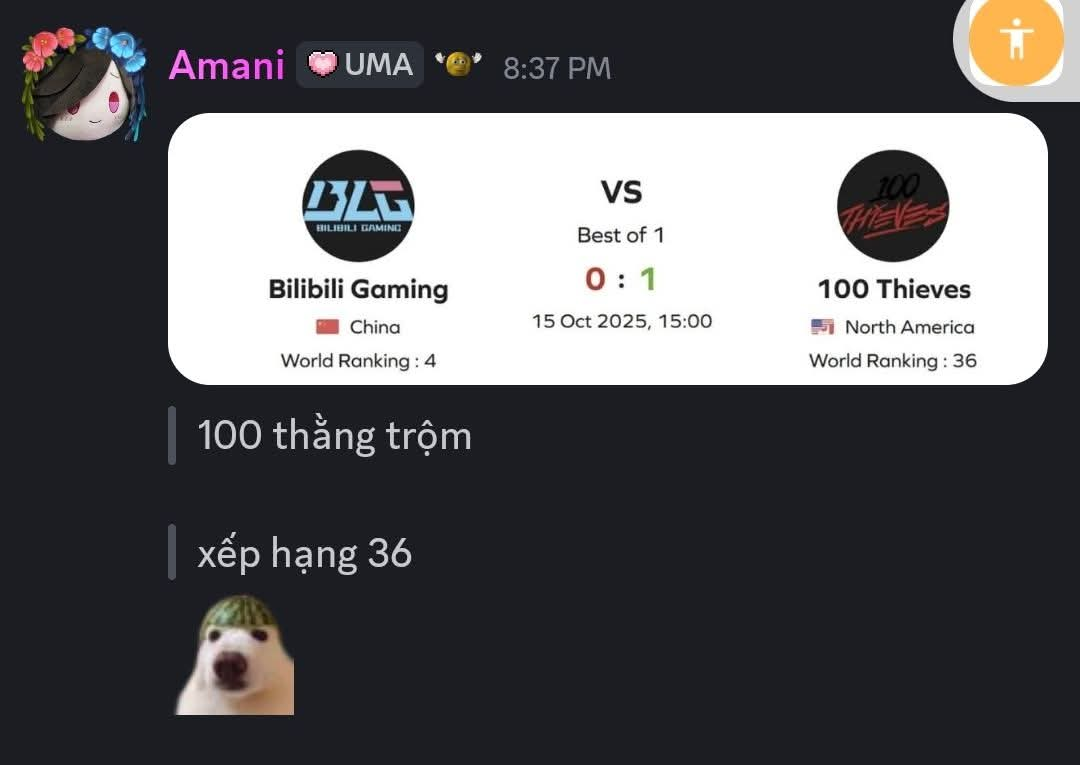 Amani UMA 8:37 PM
BLG
BILIBILI GAMING
VS
100
THIEVES
Best of 1
0 : 1
Bilibili Gaming
100 Thieves
China
15 Oct 2025, 15:00
North America
World Ranking : 4
World Ranking : 36
100 thằng trộm
xếp hạng 36